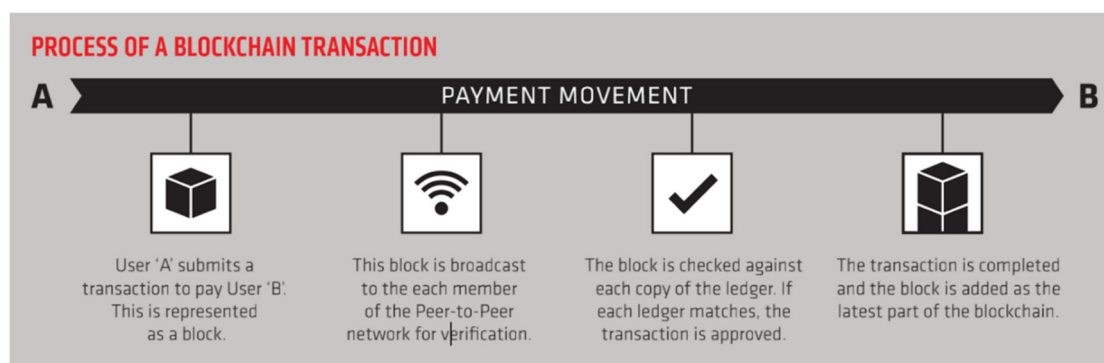 PROCESS OF A BLOCKCHAIN TRANSACTION
A
PAYMENT MOVEMENT
B
User ‘A’ submits a
transaction to pay User ‘B’.
This is represented
as a block.
This block is broadcast
to the each member
of the Peer-to-Peer
network for verification.
The block is checked against
each copy of the ledger. If
each ledger matches, the
transaction is approved.
The transaction is completed
and the block is added as the
latest part of the blockchain.